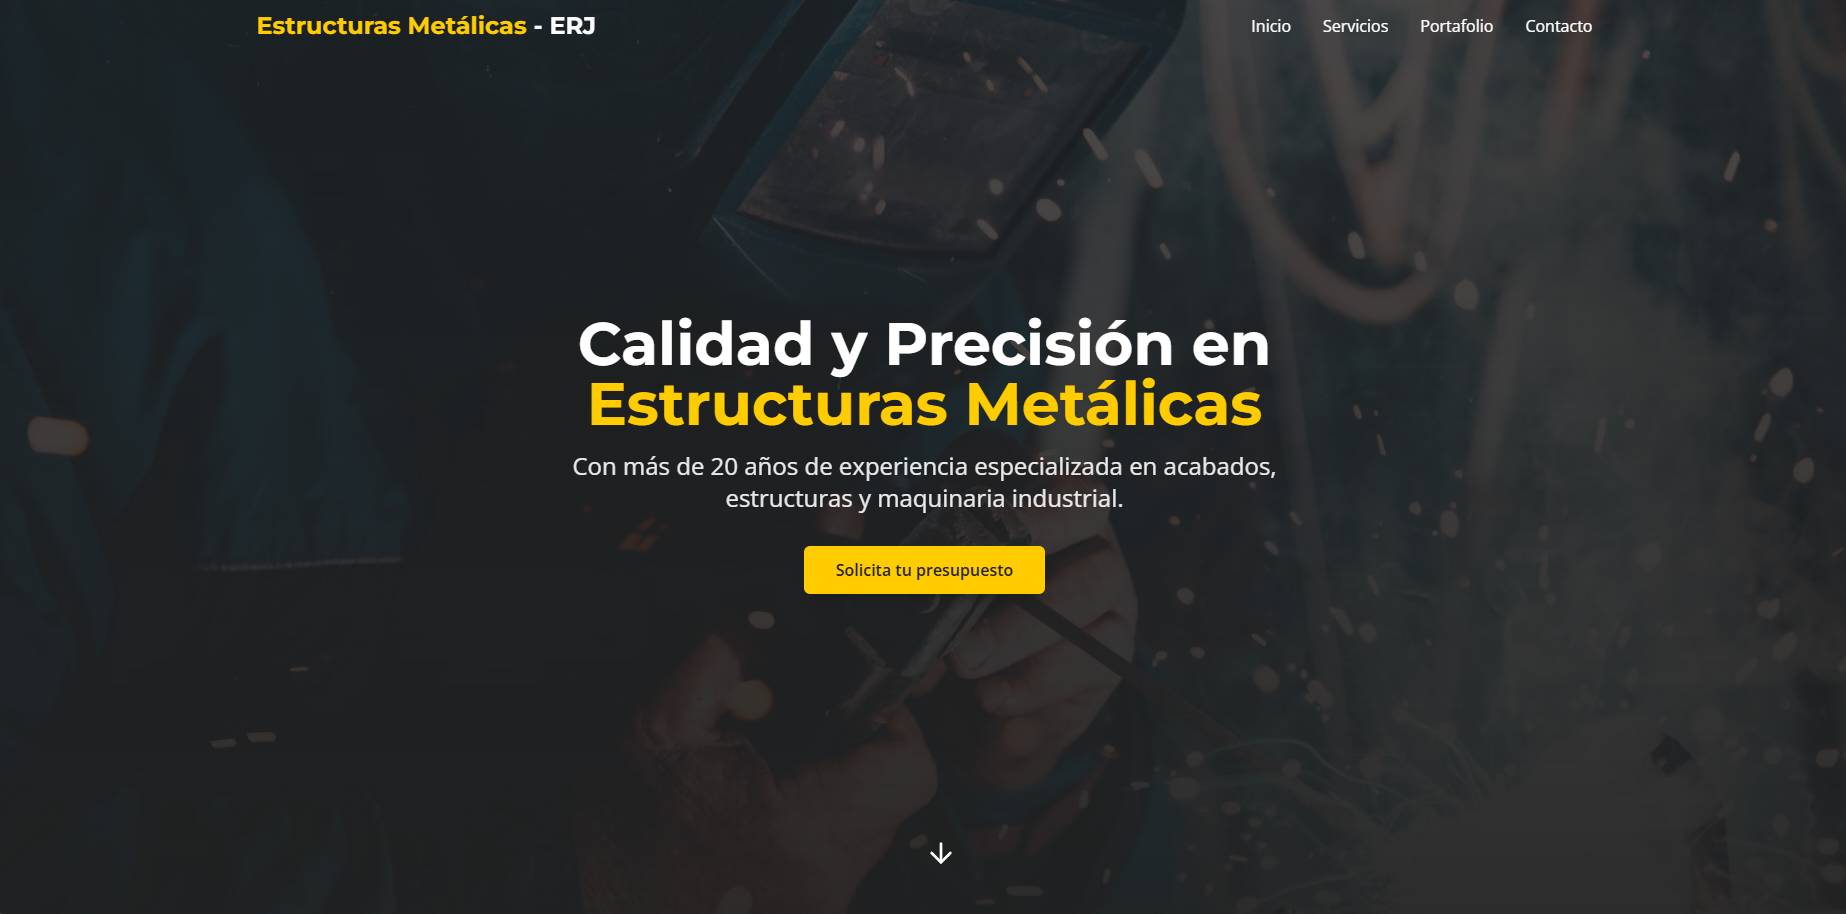 Estructuras Metálicas - ERJ
Inicio Servicios Portafolio Contacto
Calidad y Precisión en
Estructuras Metálicas
Con más de 20 años de experiencia especializada en acabados,
estructuras y maquinaria industrial.
Solicita tu presupuesto